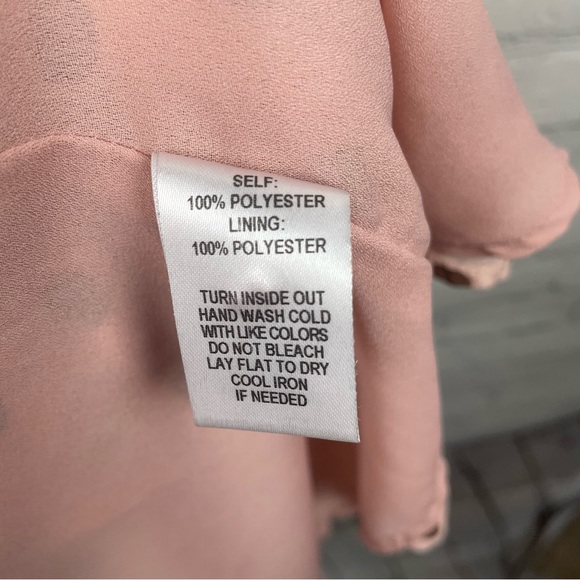 SELF:
100% POLYESTER
LINING:
100% POLYESTER
TURN INSIDE OUT
HAND WASH COLD
WITH LIKE COLORS
DO NOT BLEACH
LAY FLAT TO DRY
COOL IRON
IF NEEDED